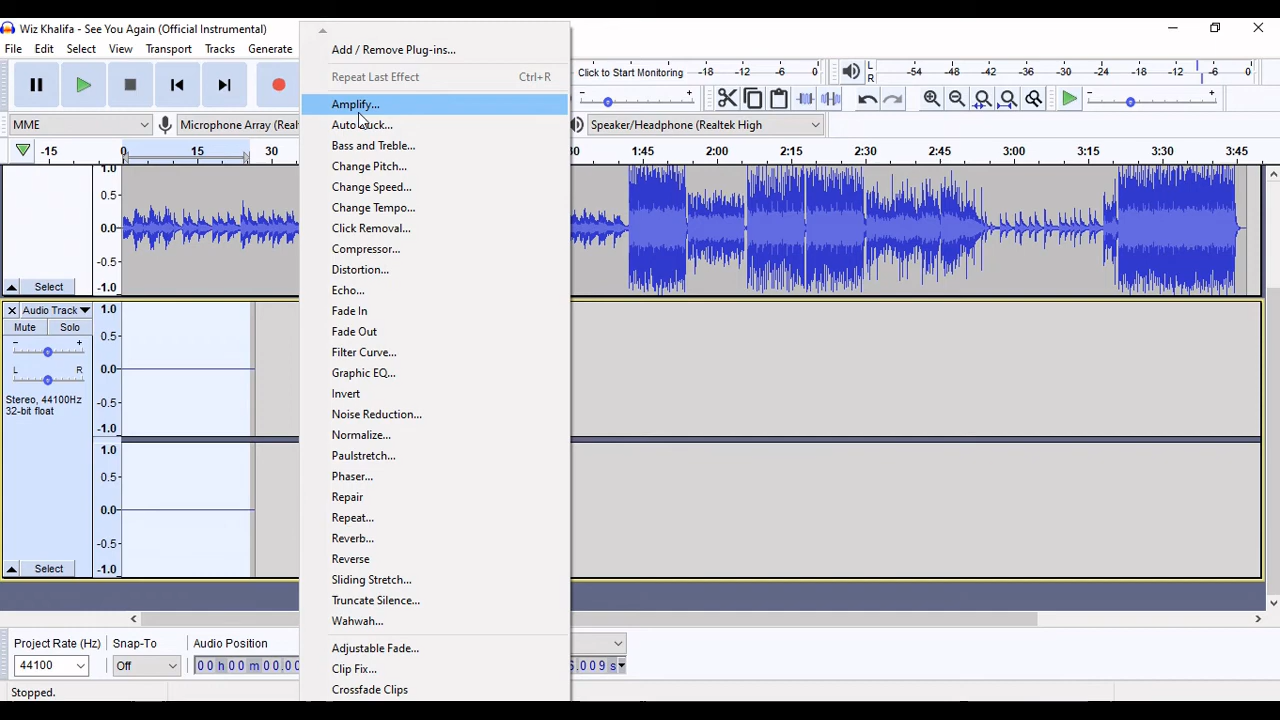 Wiz Khalifa - See You Again (Official Instrumental)
File Edit Select View Transport Tracks Generate
Add / Remove Plug-ins...
Repeat Last Effect Ctrl+R
Amplify...
Bass and Treble...
Change Pitch...
Change Speed...
Change Tempo...
Click Removal...
Compressor...
Distortion...
Echo...
Fade In
Fade Out
Filter Curve...
Graphic EQ...
Invert
Noise Reduction...
Normalize...
Paulstretch...
Phaser...
Repair
Repeat...
Reverb...
Reverse
Sliding Stretch...
Truncate Silence...
Wahwah...
Adjustable Fade...
Clip Fix...
Crossfade Clips
Click to Start Monitoring -18 -12 -6 0
L R -54 -48 -42 -36 -30 -24 -18 -12 -6 0
MME
Microphone Array (Real
Speaker/Headphone (Realtek High
-15 0 15 30 2:00 2:15 2:30 2:45 3:00 3:15 3:30 3:45
1.0
0.5
0.0
-0.5
-1.0
Select
Audio Track
Mute Solo
- +
L R
Stereo, 44100Hz
32-bit float
1.0
0.5
0.0
-0.5
-1.0
1.0
0.5
0.0
-0.5
-1.0
Select
Project Rate (Hz) Snap-To Audio Position
44100 Off 00 h 00 m 00.00
6.009 s
Stopped.